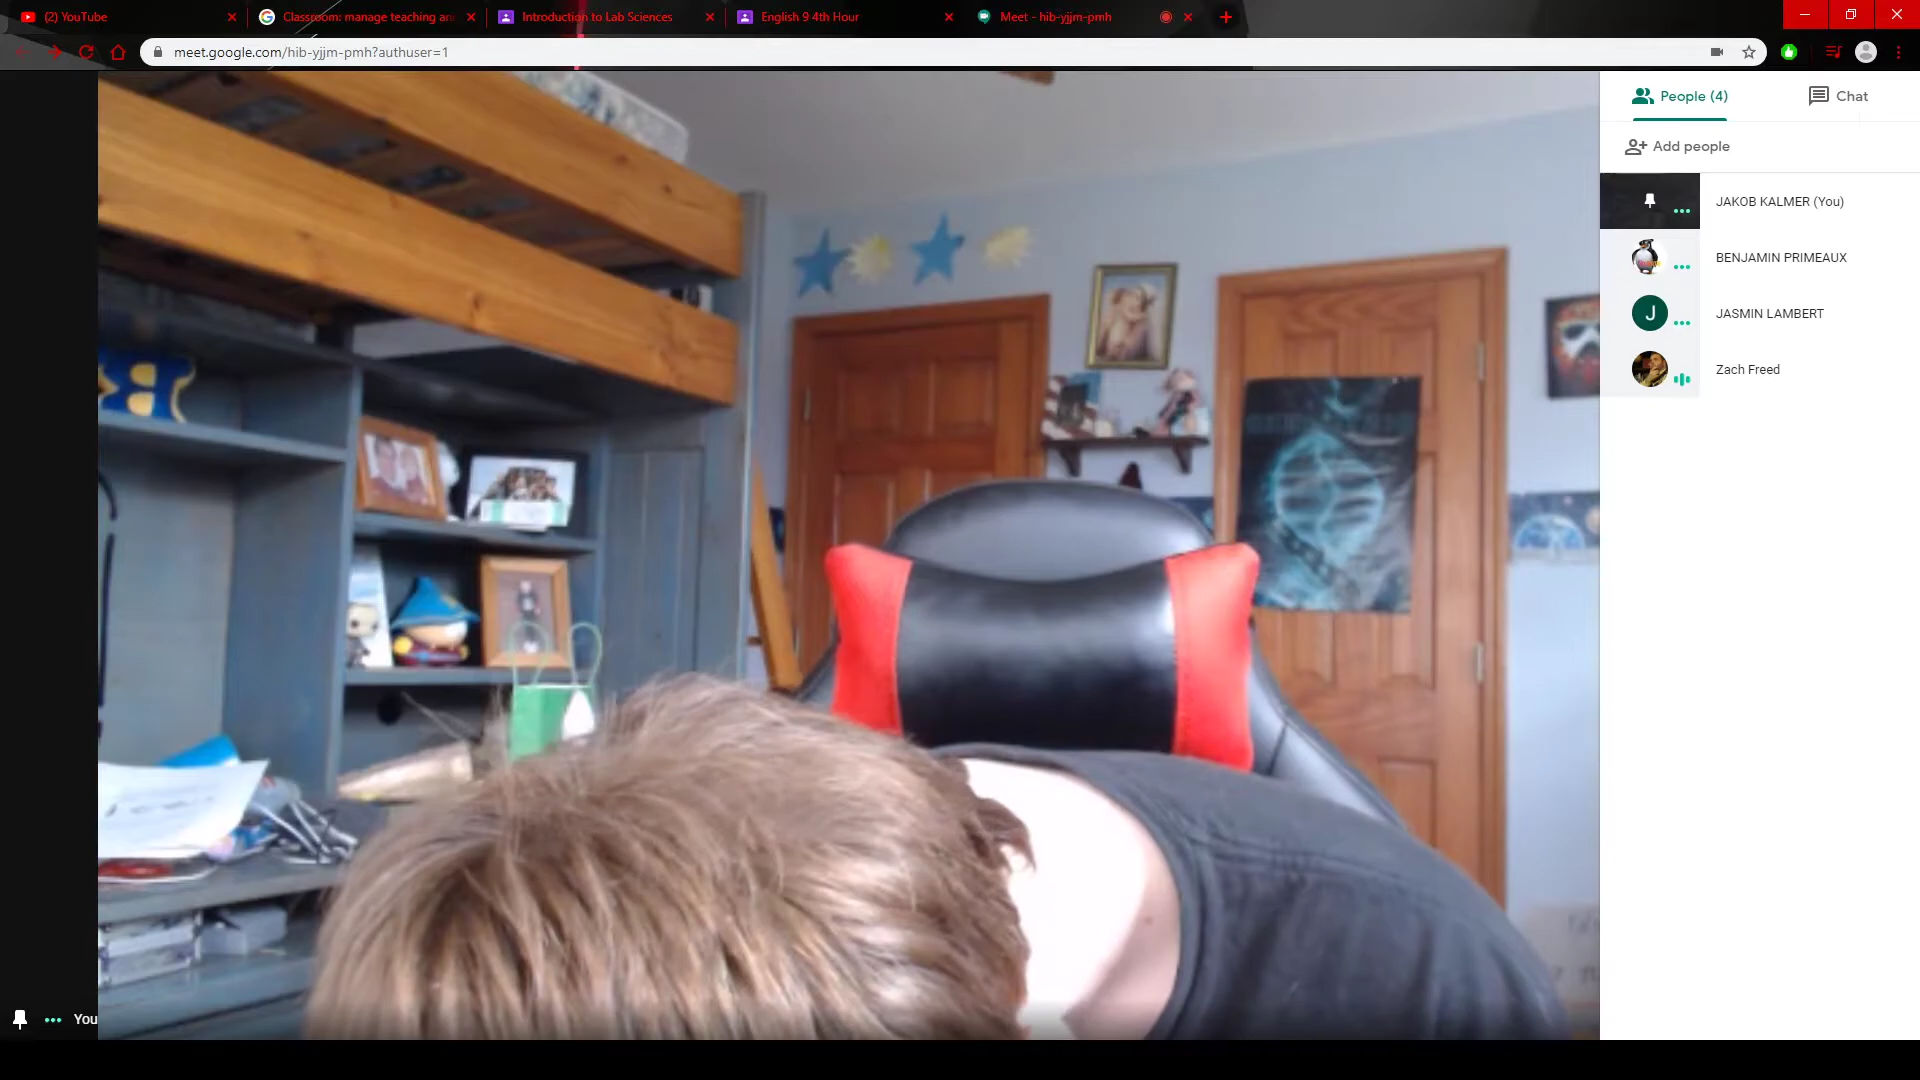 (2) YouTube
Classroom: manage teaching an
Introduction to Lab Sciences
English 9 4th Hour
Meet - hib-yjjm-pmh
meet.google.com/hib-yjjm-pmh?authuser=1
People (4)
Chat
Add people
JAKOB KALMER (You)
BENJAMIN PRIMEAUX
J
JASMIN LAMBERT
Zach Freed
You